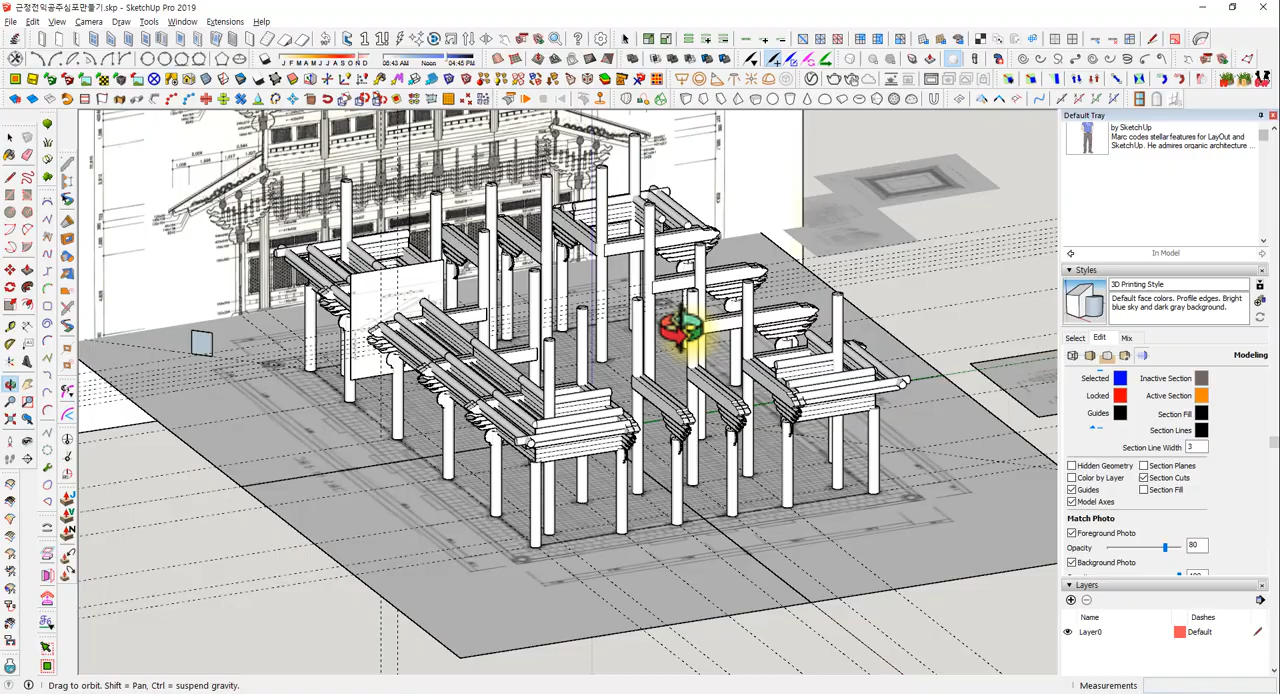 근정전익공주심포만들기.skp - SketchUp Pro 2019
File Edit View Camera Draw Tools Window Extensions Help
J F M A M J J A S O N D 06:43 AM Noon 04:45 PM
Default Tray
by SketchUp
Marc codes stellar features for LayOut and
SketchUp. He admires organic architecture ...
In Model
Styles
3D Printing Style
Default face colors. Profile edges. Bright
blue sky and dark gray background.
Select Edit Mix
Modeling
Selected Inactive Section
Locked Active Section
Guides Section Fill
Section Lines
Section Line Width 3
Hidden Geometry Section Planes
Color by Layer Section Cuts
Guides Section Fill
Model Axes
Match Photo
Foreground Photo
Opacity 80
Background Photo
Layers
Name Dashes
Layer0 Default
Drag to orbit. Shift = Pan, Ctrl = suspend gravity.
Measurements